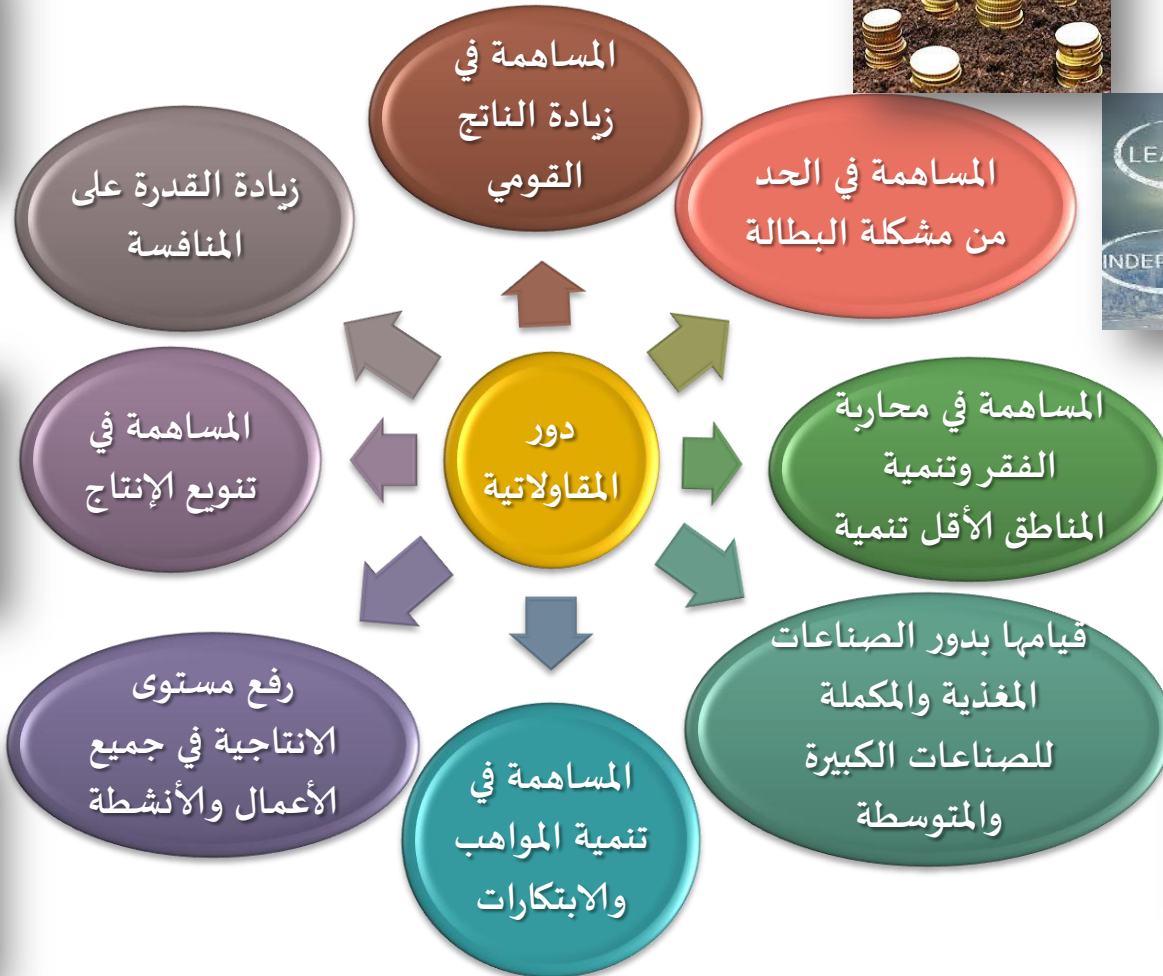 المساهمة في
زيادة الناتج
القومي
المساهمة في الحد
من مشكلة البطالة
زيادة القدرة على
المنافسة
دور
المقاولاتية
المساهمة في محاربة
الفقر وتنمية
المناطق الأقل تنمية
المساهمة في
تنويع الإنتاج
قيامها بدور الصناعات
المغذية والمكملة
للصناعات الكبيرة
والمتوسطة
رفع مستوى
الانتاجية في جميع
الأعمال والأنشطة
المساهمة في
تنمية المواهب
والابتكارات